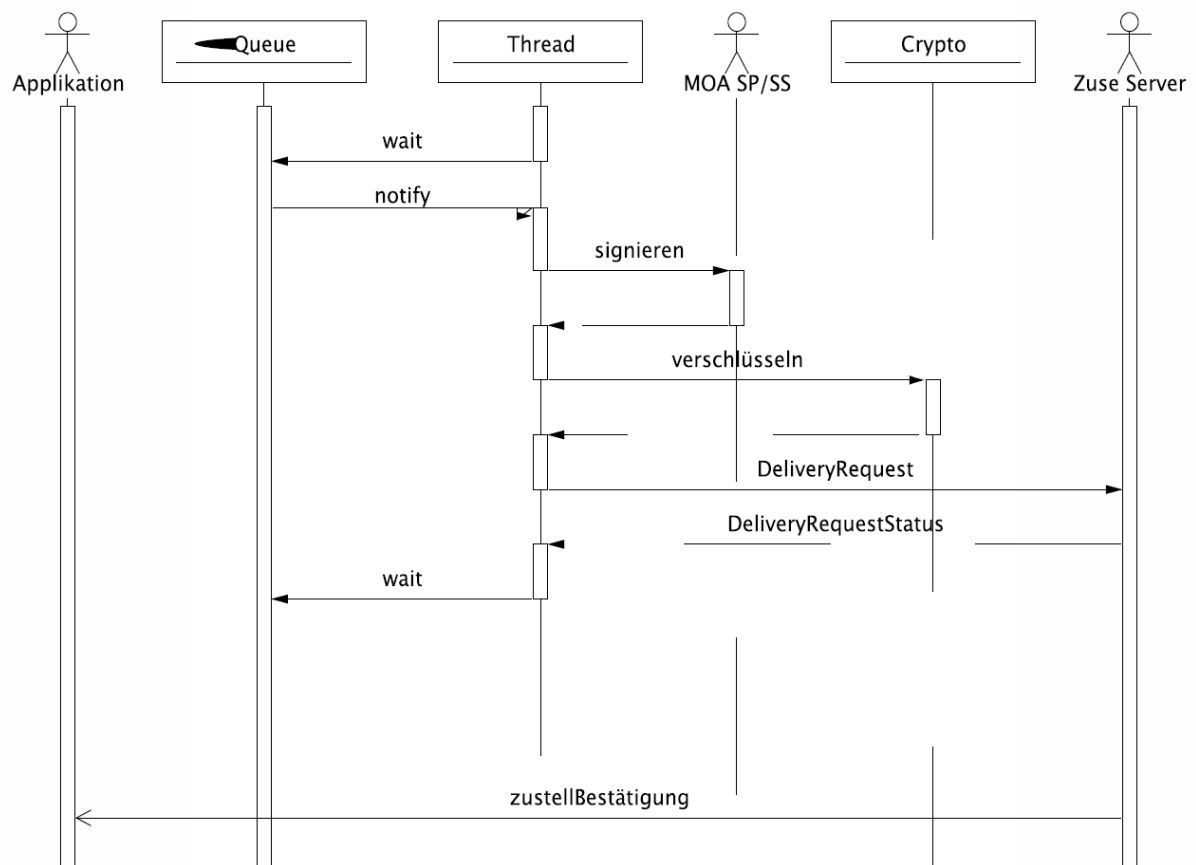 Applikation
Queue
Thread
MOA SP/SS
Crypto
Zuse Server
wait
notify
signieren
verschlüsseln
DeliveryRequest
DeliveryRequestStatus
wait
zustellBestätigung